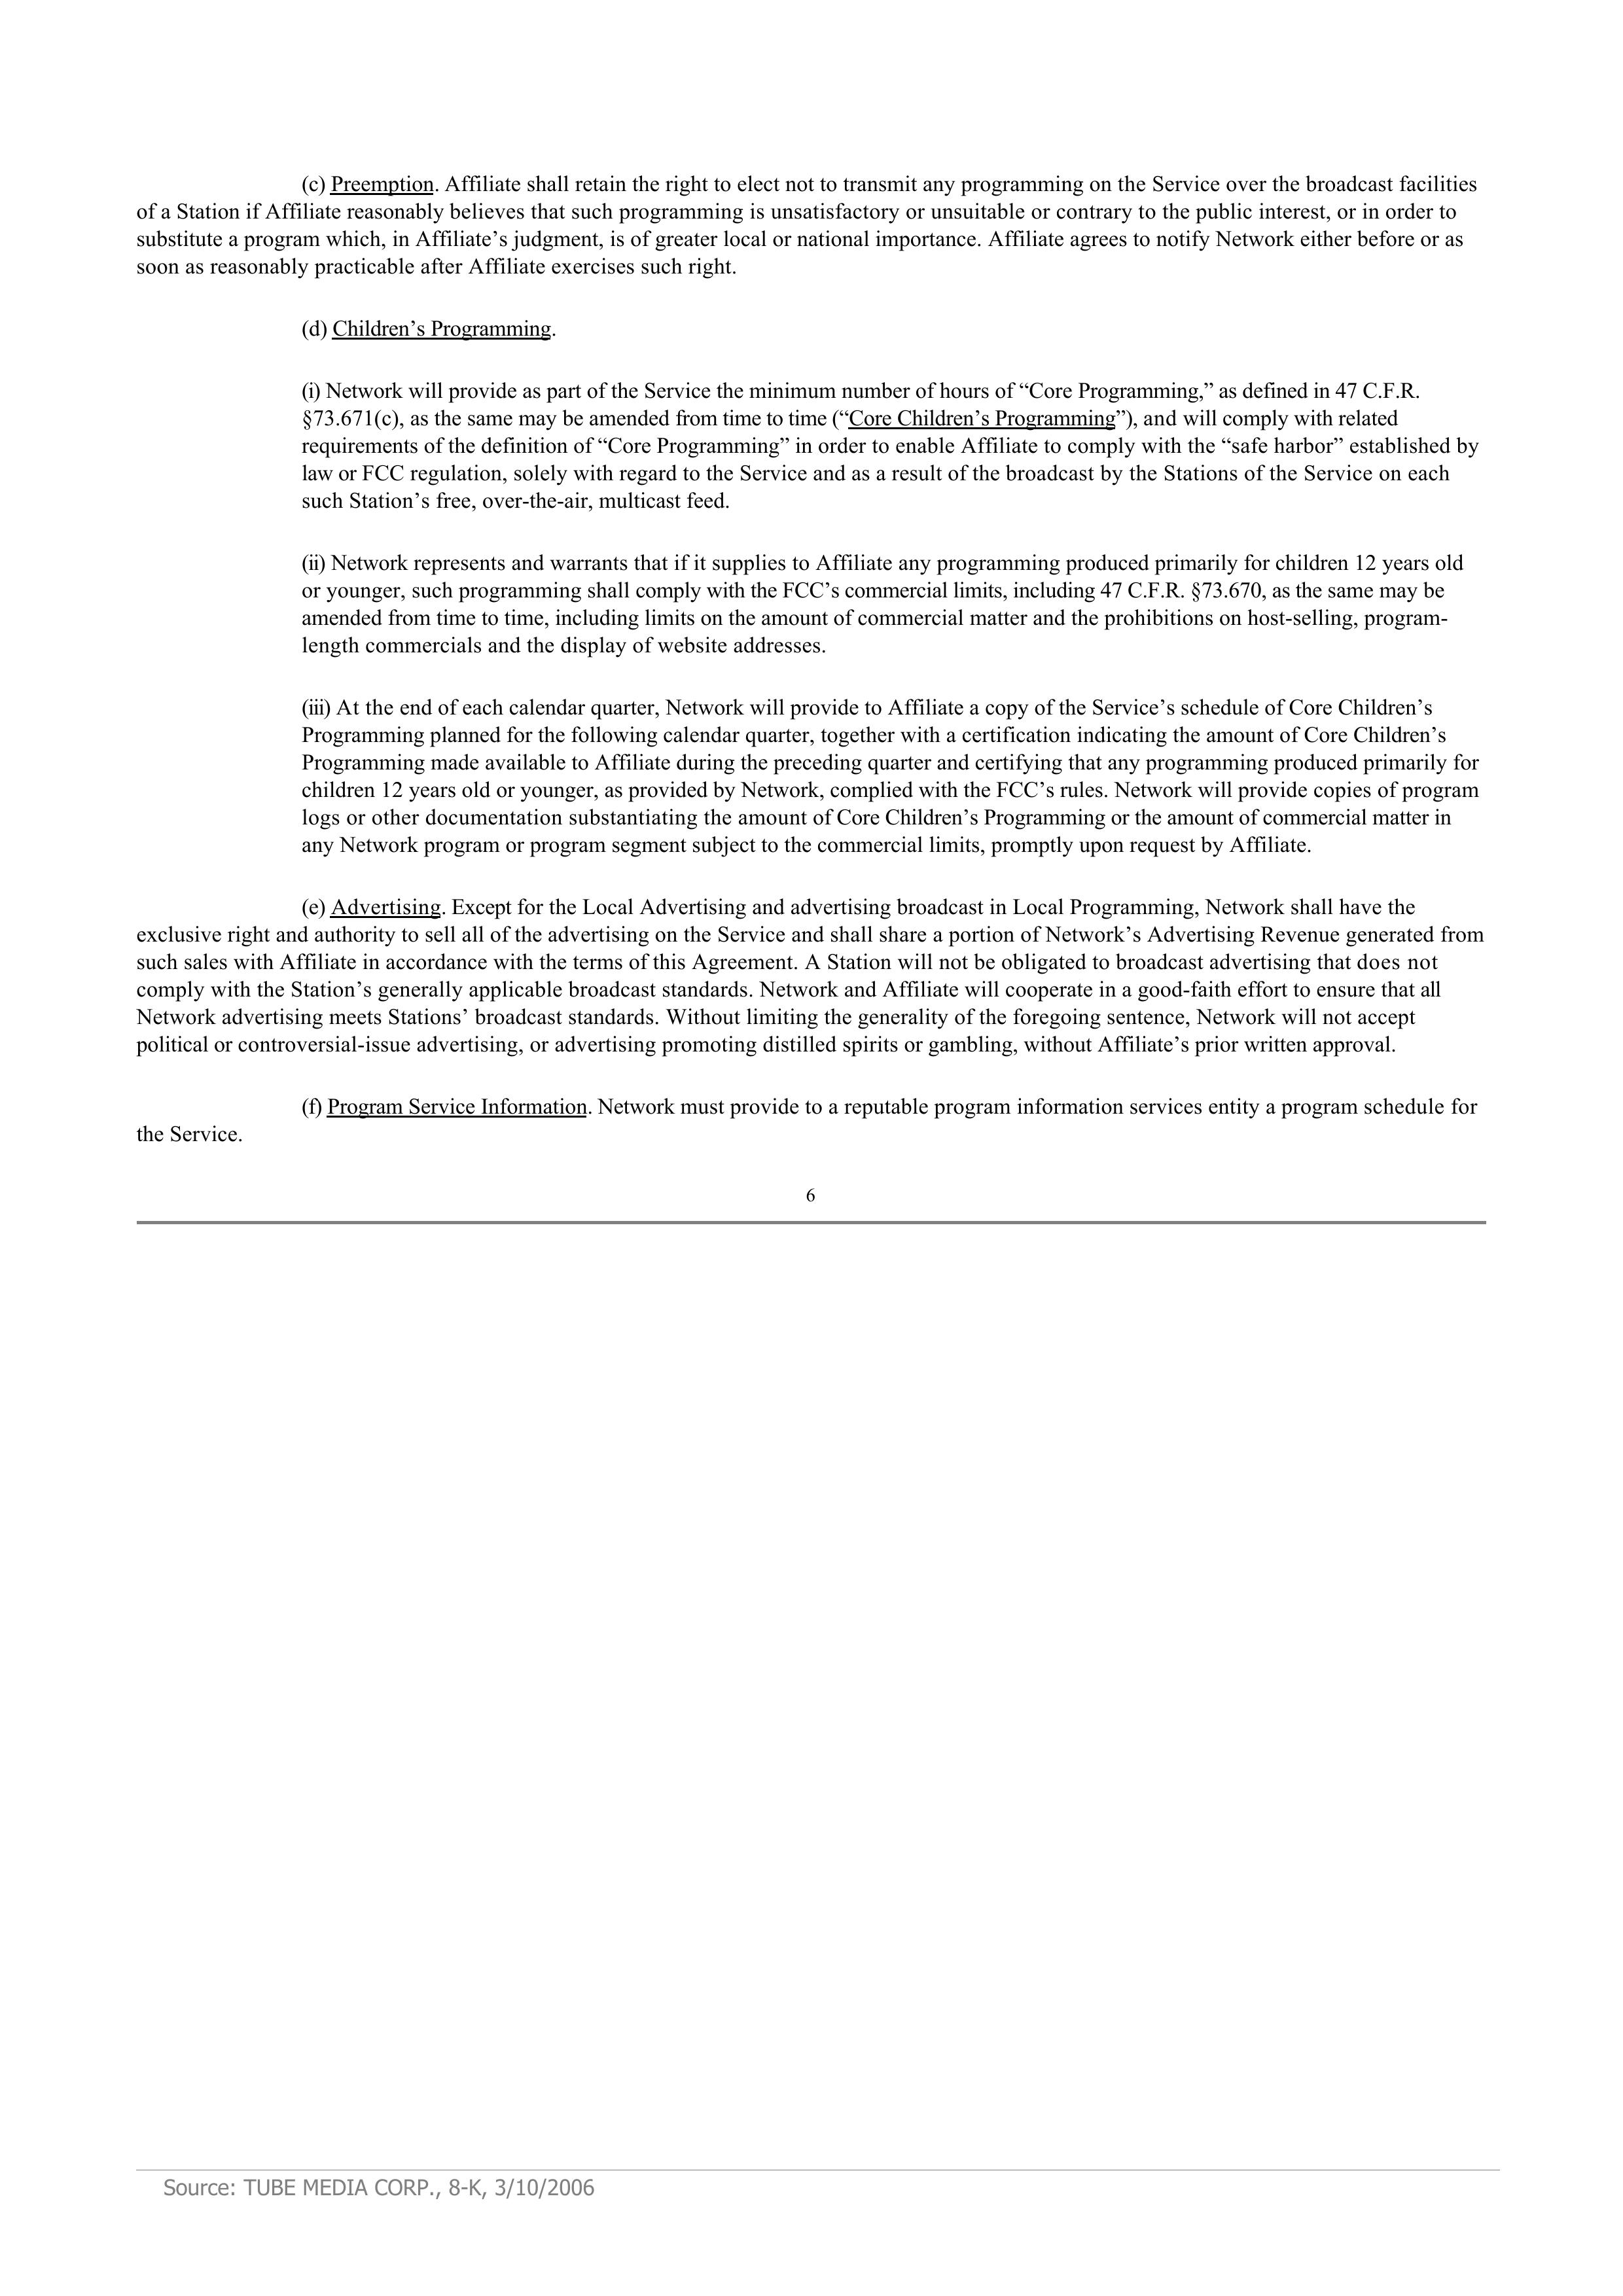 (c) Preemption. Affiliate shall retain the right to elect not to transmit any programming on the Service over the broadcast facilities
of a Station if Affiliate reasonably believes that such programming is unsatisfactory or unsuitable or contrary to the public interest, or in order to
substitute a program which, in Affiliate’s judgment, is of greater local or national importance. Affiliate agrees to notify Network either before or as
soon as reasonably practicable after Affiliate exercises such right.
(d) Children’s Programming.
(i) Network will provide as part of the Service the minimum number of hours of “Core Programming,” as defined in 47 C.F.R.
§73.671(c), as the same may be amended from time to time (“Core Children’s Programming”), and will comply with related
requirements of the definition of “Core Programming” in order to enable Affiliate to comply with the “safe harbor” established by
law or FCC regulation, solely with regard to the Service and as a result of the broadcast by the Stations of the Service on each
such Station’s free, over-the-air, multicast feed.
(ii) Network represents and warrants that if it supplies to Affiliate any programming produced primarily for children 12 years old
or younger, such programming shall comply with the FCC’s commercial limits, including 47 C.F.R. §73.670, as the same may be
amended from time to time, including limits on the amount of commercial matter and the prohibitions on host-selling, program-
length commercials and the display of website addresses.
(iii) At the end of each calendar quarter, Network will provide to Affiliate a copy of the Service’s schedule of Core Children’s
Programming planned for the following calendar quarter, together with a certification indicating the amount of Core Children’s
Programming made available to Affiliate during the preceding quarter and certifying that any programming produced primarily for
children 12 years old or younger, as provided by Network, complied with the FCC’s rules. Network will provide copies of program
logs or other documentation substantiating the amount of Core Children’s Programming or the amount of commercial matter in
any Network program or program segment subject to the commercial limits, promptly upon request by Affiliate.
(e) Advertising. Except for the Local Advertising and advertising broadcast in Local Programming, Network shall have the
exclusive right and authority to sell all of the advertising on the Service and shall share a portion of Network’s Advertising Revenue generated from
such sales with Affiliate in accordance with the terms of this Agreement. A Station will not be obligated to broadcast advertising that does not
comply with the Station’s generally applicable broadcast standards. Network and Affiliate will cooperate in a good-faith effort to ensure that all
Network advertising meets Stations’ broadcast standards. Without limiting the generality of the foregoing sentence, Network will not accept
political or controversial-issue advertising, or advertising promoting distilled spirits or gambling, without Affiliate’s prior written approval.
(f) Program Service Information. Network must provide to a reputable program information services entity a program schedule for
the Service.
6
Source: TUBE MEDIA CORP., 8-K, 3/10/2006